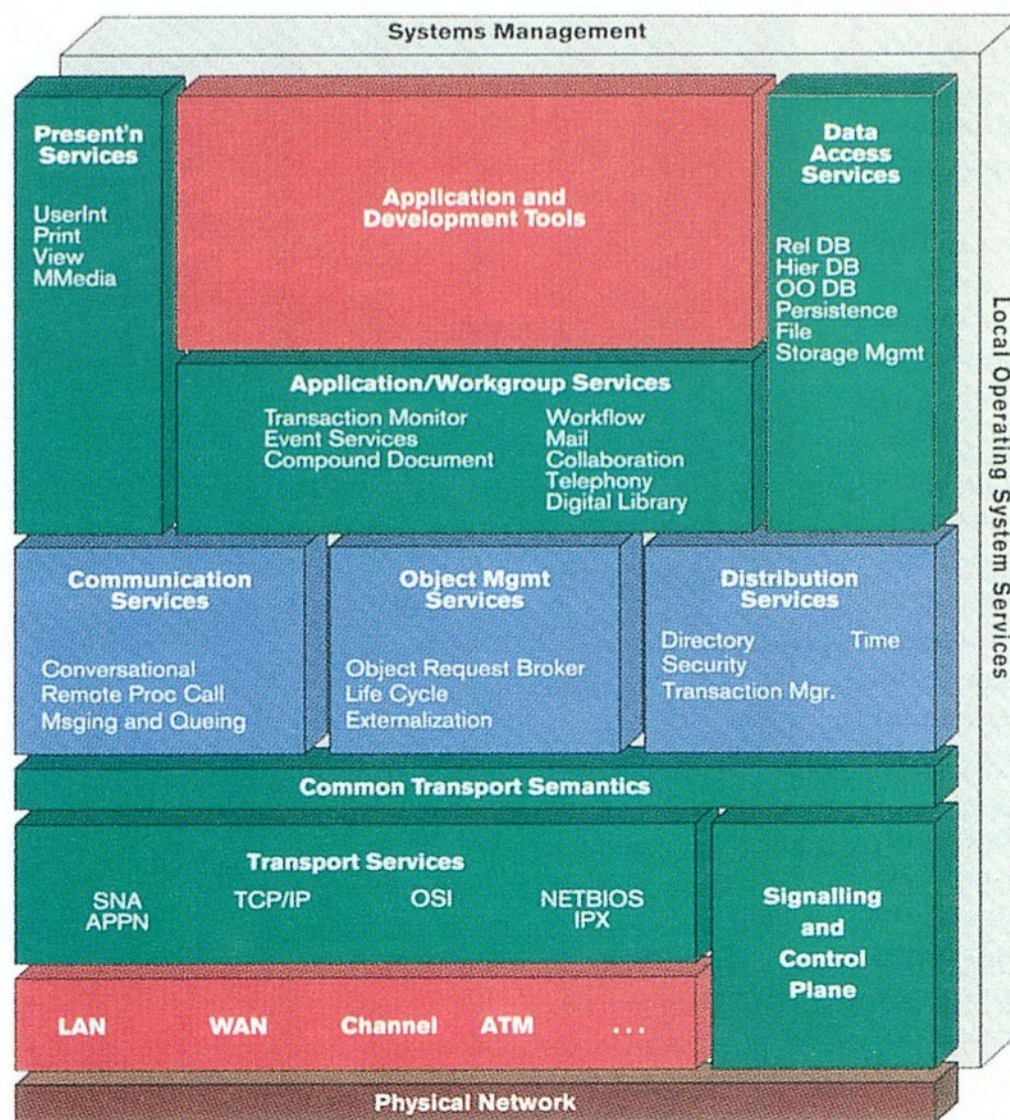 Systems Management
Present'n
Services
UserInt
Print
View
MMedia
Application and
Development Tools
Data
Access
Services
Rel DB
Hier DB
OO DB
Persistence
File
Storage Mgmt
Local Operating System Services
Application/Workgroup Services
Transaction Monitor
Event Services
Compound Document
Workflow
Mail
Collaboration
Telephony
Digital Library
Communication
Services
Conversational
Remote Proc Call
Msging and Queing
Object Mgmt
Services
Object Request Broker
Life Cycle
Externalization
Distribution
Services
Directory Time
Security
Transaction Mgr.
Common Transport Semantics
Transport Services
SNA TCP/IP OSI NETBIOS
APPN IPX
Signalling
and
Control
Plane
LAN WAN Channel ATM ...
Physical Network